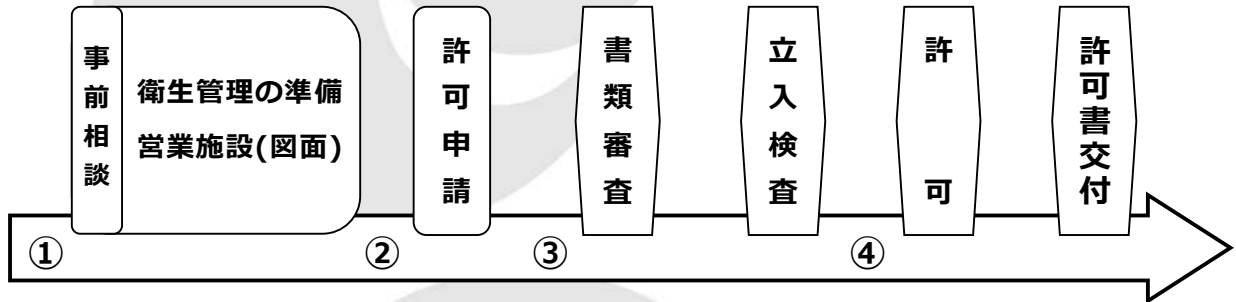 事前相談
衛生管理の準備
営業施設(図面)
許可申請
書類審査
立入検査
許可
許可書交付
①
②
③
④